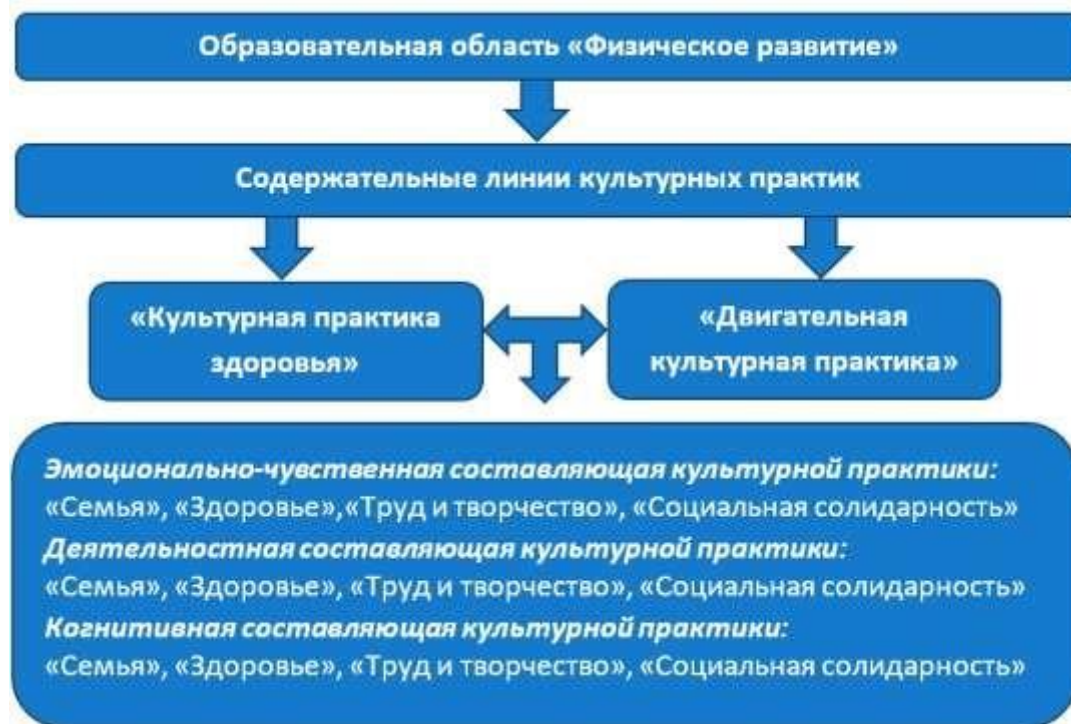 Образовательная область «Физическое развитие»
Содержательные линии культурных практик
«Культурная практика
здоровья»
«Двигательная
культурная практика»
Эмоционально-чувственная составляющая культурной практики:
«Семья», «Здоровье»,«Труд и творчество», «Социальная солидарность»
Деятельностная составляющая культурной практики:
«Семья», «Здоровье», «Труд и творчество», «Социальная солидарность»
Когнитивная составляющая культурной практики:
«Семья», «Здоровье», «Труд и творчество», «Социальная солидарность»